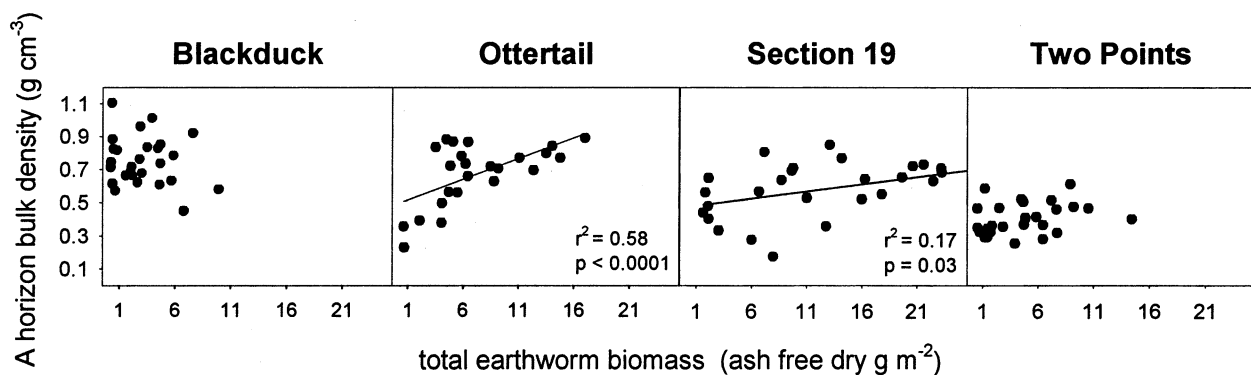 Blackduck Ottertail Section 19 Two Points
A horizon bulk density (g cm-3)
1.1
0.9
0.7
0.5
0.3
0.1
r2 = 0.58
p < 0.0001
r2 = 0.17
p = 0.03
1 6 11 16 21 1 6 11 16 21 1 6 11 16 21 1 6 11 16 21
total earthworm biomass (ash free dry g m-2)